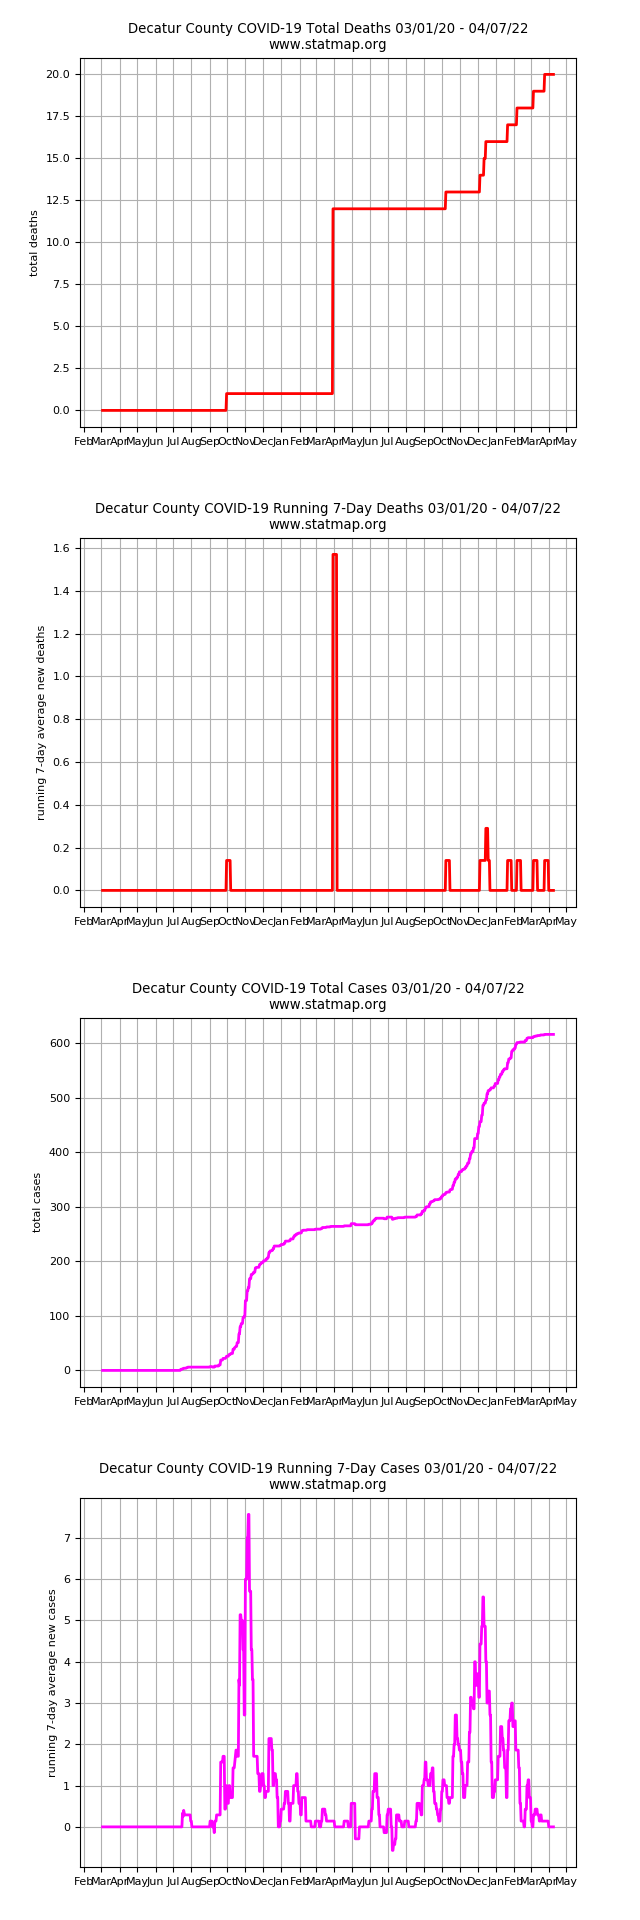 Decatur County COVID-19 Total Deaths 03/01/20 - 04/07/22
www.statmap.org
total deaths
20.0
17.5
15.0
12.5
10.0
7.5
5.0
2.5
0.0
Feb Mar Apr May Jun Jul Aug Sep Oct Nov Dec Jan Feb Mar Apr May Jun Jul Aug Sep Oct Nov Dec Jan Feb Mar Apr May
Decatur County COVID-19 Running 7-Day Deaths 03/01/20 - 04/07/22
www.statmap.org
running 7-day average new deaths
1.6
1.4
1.2
1.0
0.8
0.6
0.4
0.2
0.0
Feb Mar Apr May Jun Jul Aug Sep Oct Nov Dec Jan Feb Mar Apr May Jun Jul Aug Sep Oct Nov Dec Jan Feb Mar Apr May
Decatur County COVID-19 Total Cases 03/01/20 - 04/07/22
www.statmap.org
total cases
600
500
400
300
200
100
0
Feb Mar Apr May Jun Jul Aug Sep Oct Nov Dec Jan Feb Mar Apr May Jun Jul Aug Sep Oct Nov Dec Jan Feb Mar Apr May
Decatur County COVID-19 Running 7-Day Cases 03/01/20 - 04/07/22
www.statmap.org
running 7-day average new cases
7
6
5
4
3
2
1
0
Feb Mar Apr May Jun Jul Aug Sep Oct Nov Dec Jan Feb Mar Apr May Jun Jul Aug Sep Oct Nov Dec Jan Feb Mar Apr May